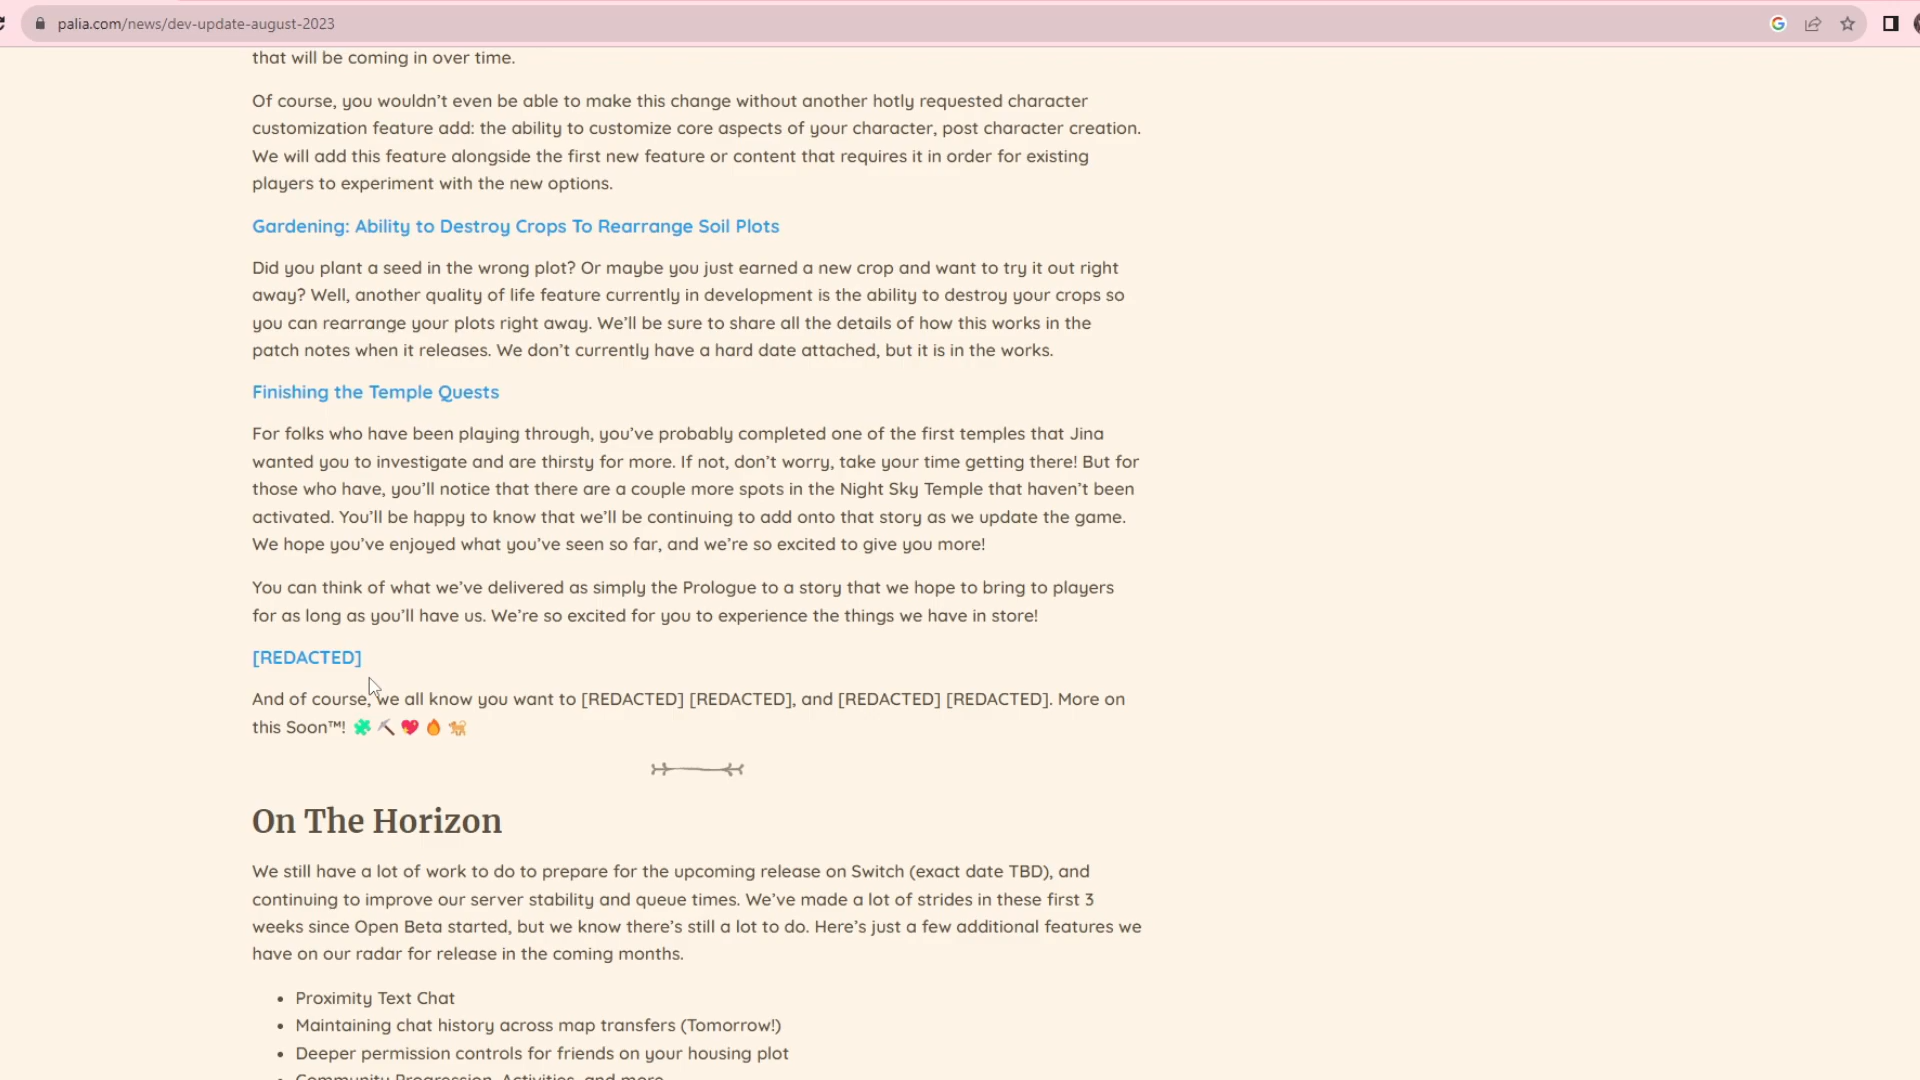 palia.com/news/dev-update-august-2023
that will be coming in over time.
Of course, you wouldn’t even be able to make this change without another hotly requested character
customization feature add: the ability to customize core aspects of your character, post character creation.
We will add this feature alongside the first new feature or content that requires it in order for existing
players to experiment with the new options.
Gardening: Ability to Destroy Crops To Rearrange Soil Plots
Did you plant a seed in the wrong plot? Or maybe you just earned a new crop and want to try it out right
away? Well, another quality of life feature currently in development is the ability to destroy your crops so
you can rearrange your plots right away. We’ll be sure to share all the details of how this works in the
patch notes when it releases. We don’t currently have a hard date attached, but it is in the works.
Finishing the Temple Quests
For folks who have been playing through, you’ve probably completed one of the first temples that Jina
wanted you to investigate and are thirsty for more. If not, don’t worry, take your time getting there! But for
those who have, you’ll notice that there are a couple more spots in the Night Sky Temple that haven’t been
activated. You’ll be happy to know that we’ll be continuing to add onto that story as we update the game.
We hope you’ve enjoyed what you’ve seen so far, and we’re so excited to give you more!
You can think of what we’ve delivered as simply the Prologue to a story that we hope to bring to players
for as long as you’ll have us. We’re so excited for you to experience the things we have in store!
[REDACTED]
And of course, we all know you want to [REDACTED] [REDACTED], and [REDACTED] [REDACTED]. More on
this Soon™! 🧩⛏️💖🔥🐈
On The Horizon
We still have a lot of work to do to prepare for the upcoming release on Switch (exact date TBD), and
continuing to improve our server stability and queue times. We’ve made a lot of strides in these first 3
weeks since Open Beta started, but we know there’s still a lot to do. Here’s just a few additional features we
have on our radar for release in the coming months.
• Proximity Text Chat
• Maintaining chat history across map transfers (Tomorrow!)
• Deeper permission controls for friends on your housing plot
• Community Progression, Activities, and more